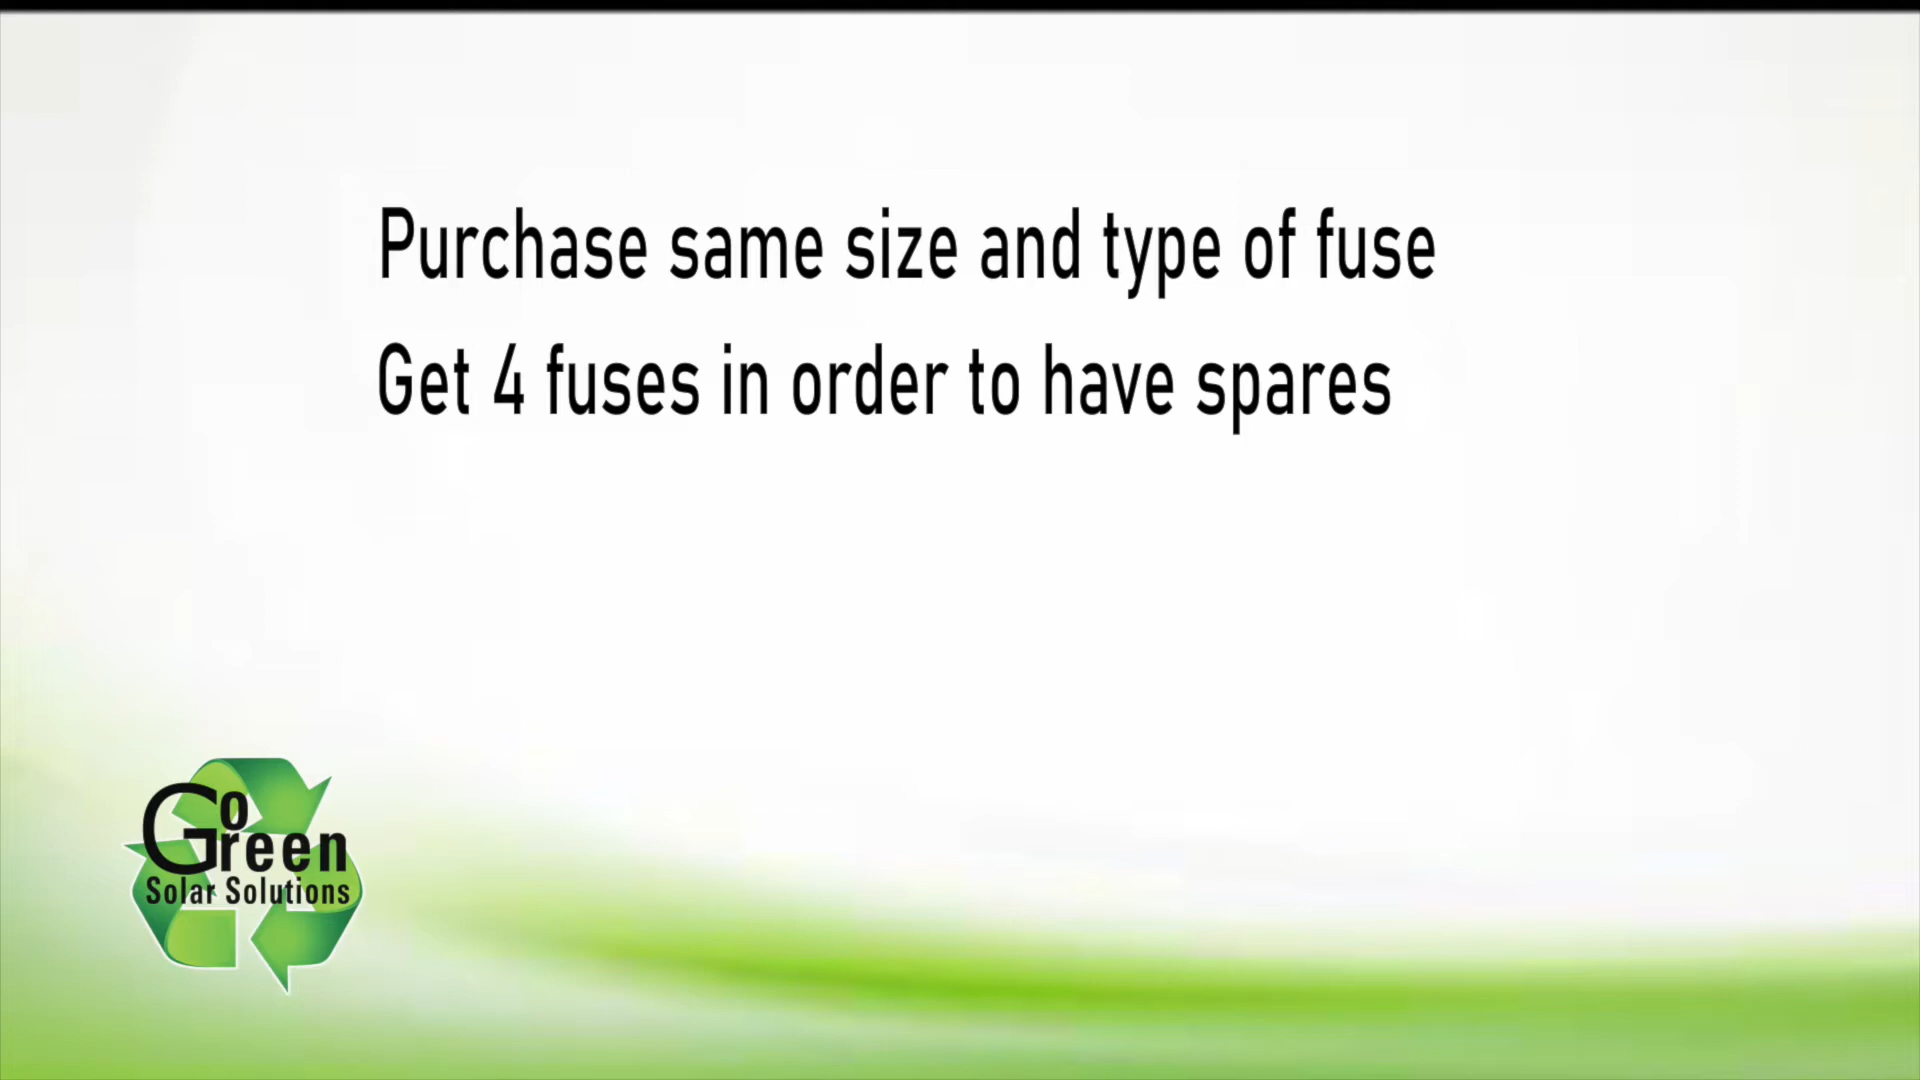 Purchase same size and type of fuse
Get 4 fuses in order to have spares
Go
Green
Solar Solutions